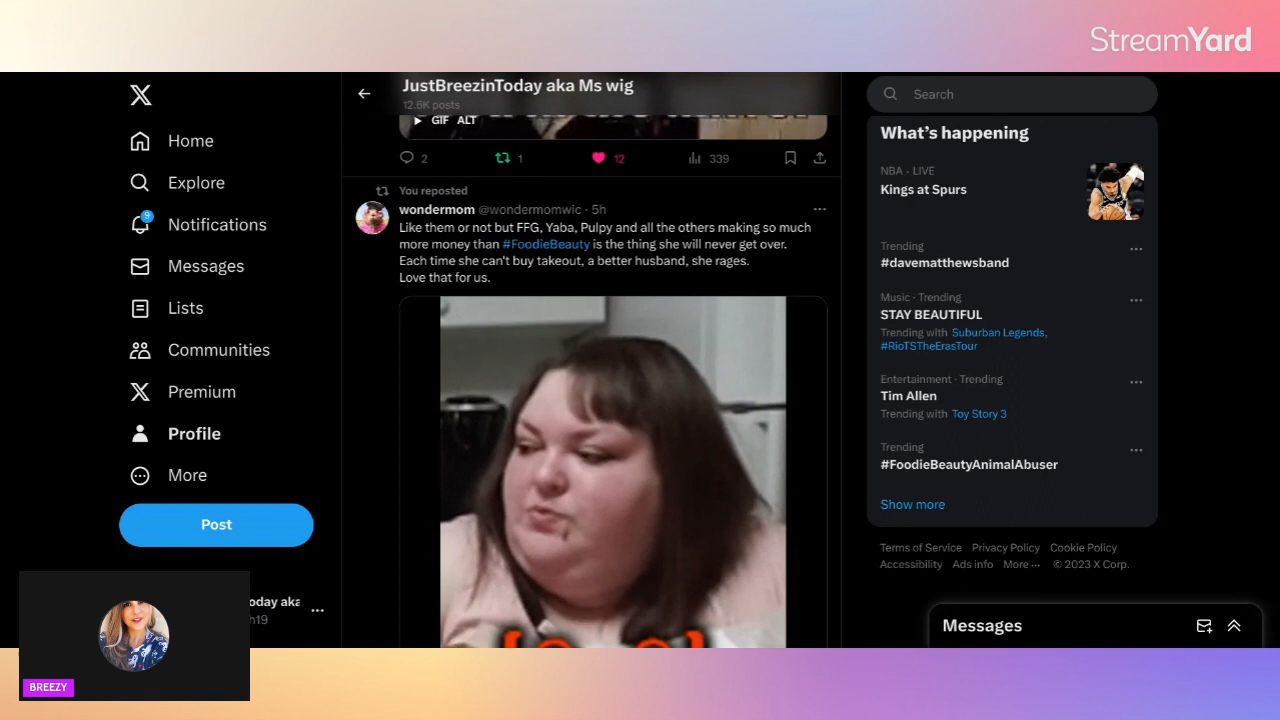 StreamYard
JustBreezinToday aka Ms wig
12.6K posts
GIF ALT
2 1 12 339
You reposted
wondermom @wondermomwic · 5h
Like them or not but FFG, Yaba, Pulpy and all the others making so much
more money than #FoodieBeauty is the thing she will never get over.
Each time she can't buy takeout, a better husband, she rages.
Love that for us.
Home
Explore
9
Notifications
Messages
Lists
Communities
Premium
Profile
More
Post
oday aka
h19
BREEZY
Search
What's happening
NBA · LIVE
Kings at Spurs
Trending
#davematthewsband
Music · Trending
STAY BEAUTIFUL
Trending with Suburban Legends,
#RioTSTheErasTour
Entertainment · Trending
Tim Allen
Trending with Toy Story 3
Trending
#FoodieBeautyAnimalAbuser
Show more
Terms of Service Privacy Policy Cookie Policy
Accessibility Ads info More ··· © 2023 X Corp.
Messages